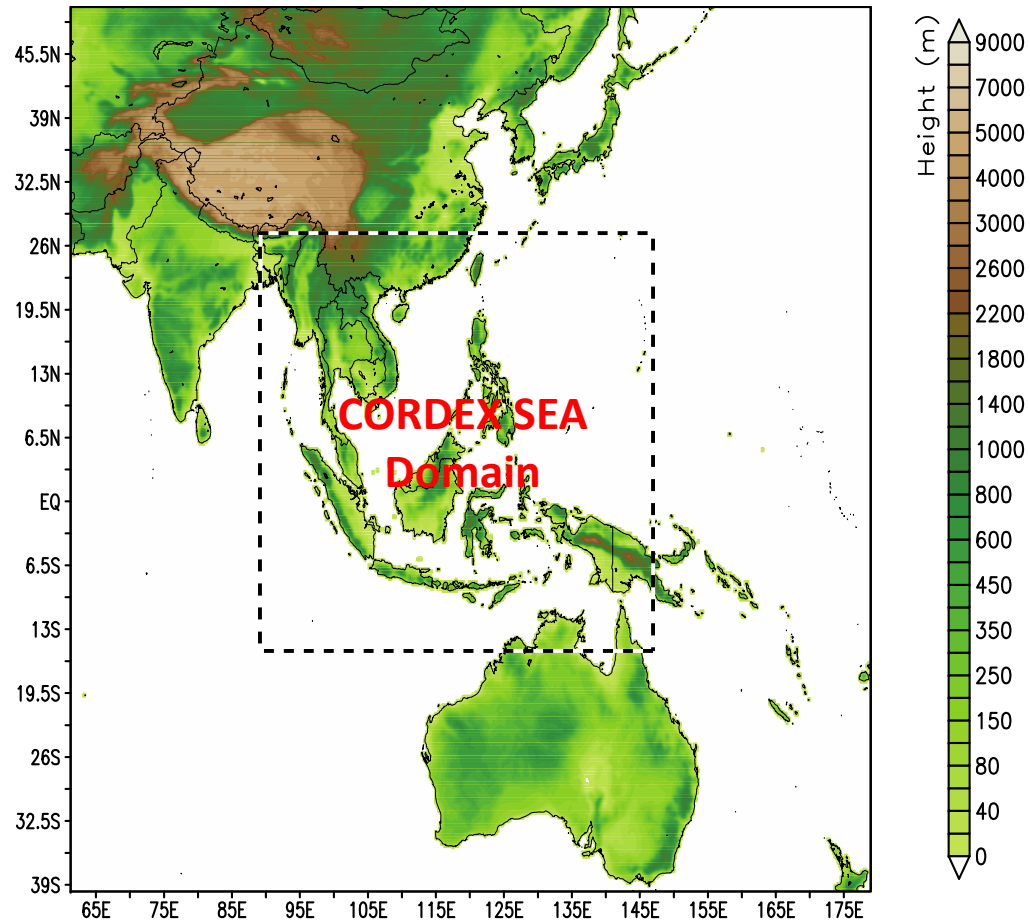 45.5N
39N
32.5N
26N
19.5N
13N
6.5N
EQ
6.5S
13S
19.5S
26S
32.5S
39S
65E 75E 85E 95E 105E 115E 125E 135E 145E 155E 165E 175E
CORDEX SEA
Domain
Height (m)
9000
7000
5000
4000
3000
2600
2200
1800
1400
1000
800
600
450
350
250
150
80
40
0